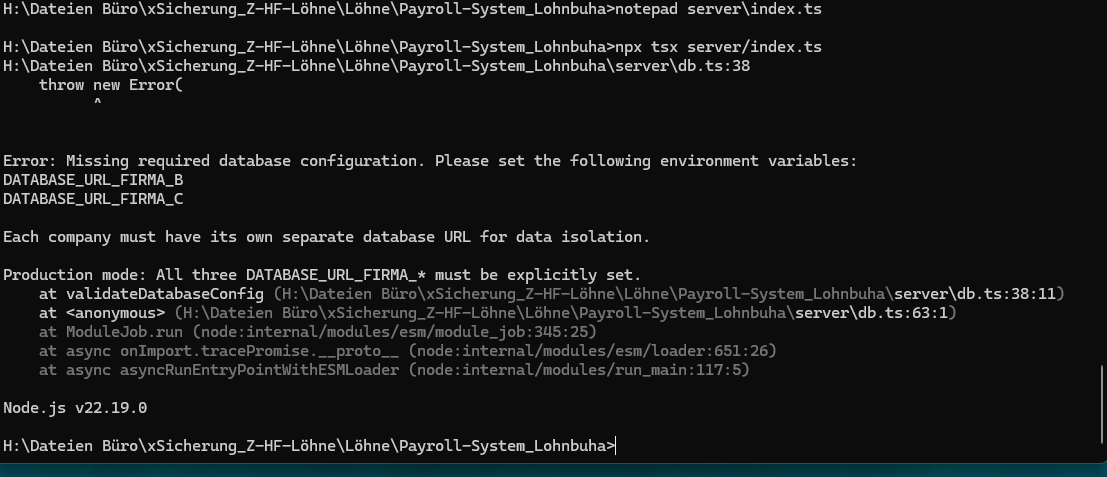 H:\Dateien Büro\xSicherung_Z-HF-Löhne\Löhne\Payroll-System_Lohnbuha>notepad server\index.ts
H:\Dateien Büro\xSicherung_Z-HF-Löhne\Löhne\Payroll-System_Lohnbuha>npx tsx server/index.ts
H:\Dateien Büro\xSicherung_Z-HF-Löhne\Löhne\Payroll-System_Lohnbuha\server\db.ts:38
    throw new Error(
          ^
Error: Missing required database configuration. Please set the following environment variables:
DATABASE_URL_FIRMA_B
DATABASE_URL_FIRMA_C
Each company must have its own separate database URL for data isolation.
Production mode: All three DATABASE_URL_FIRMA_* must be explicitly set.
    at validateDatabaseConfig (H:\Dateien Büro\xSicherung_Z-HF-Löhne\Löhne\Payroll-System_Lohnbuha\server\db.ts:38:11)
    at <anonymous> (H:\Dateien Büro\xSicherung_Z-HF-Löhne\Löhne\Payroll-System_Lohnbuha\server\db.ts:63:1)
    at ModuleJob.run (node:internal/modules/esm/module_job:345:25)
    at async onImport.tracePromise.__proto__ (node:internal/modules/esm/loader:651:26)
    at async asyncRunEntryPointWithESMLoader (node:internal/modules/run_main:117:5)
Node.js v22.19.0
H:\Dateien Büro\xSicherung_Z-HF-Löhne\Löhne\Payroll-System_Lohnbuha>